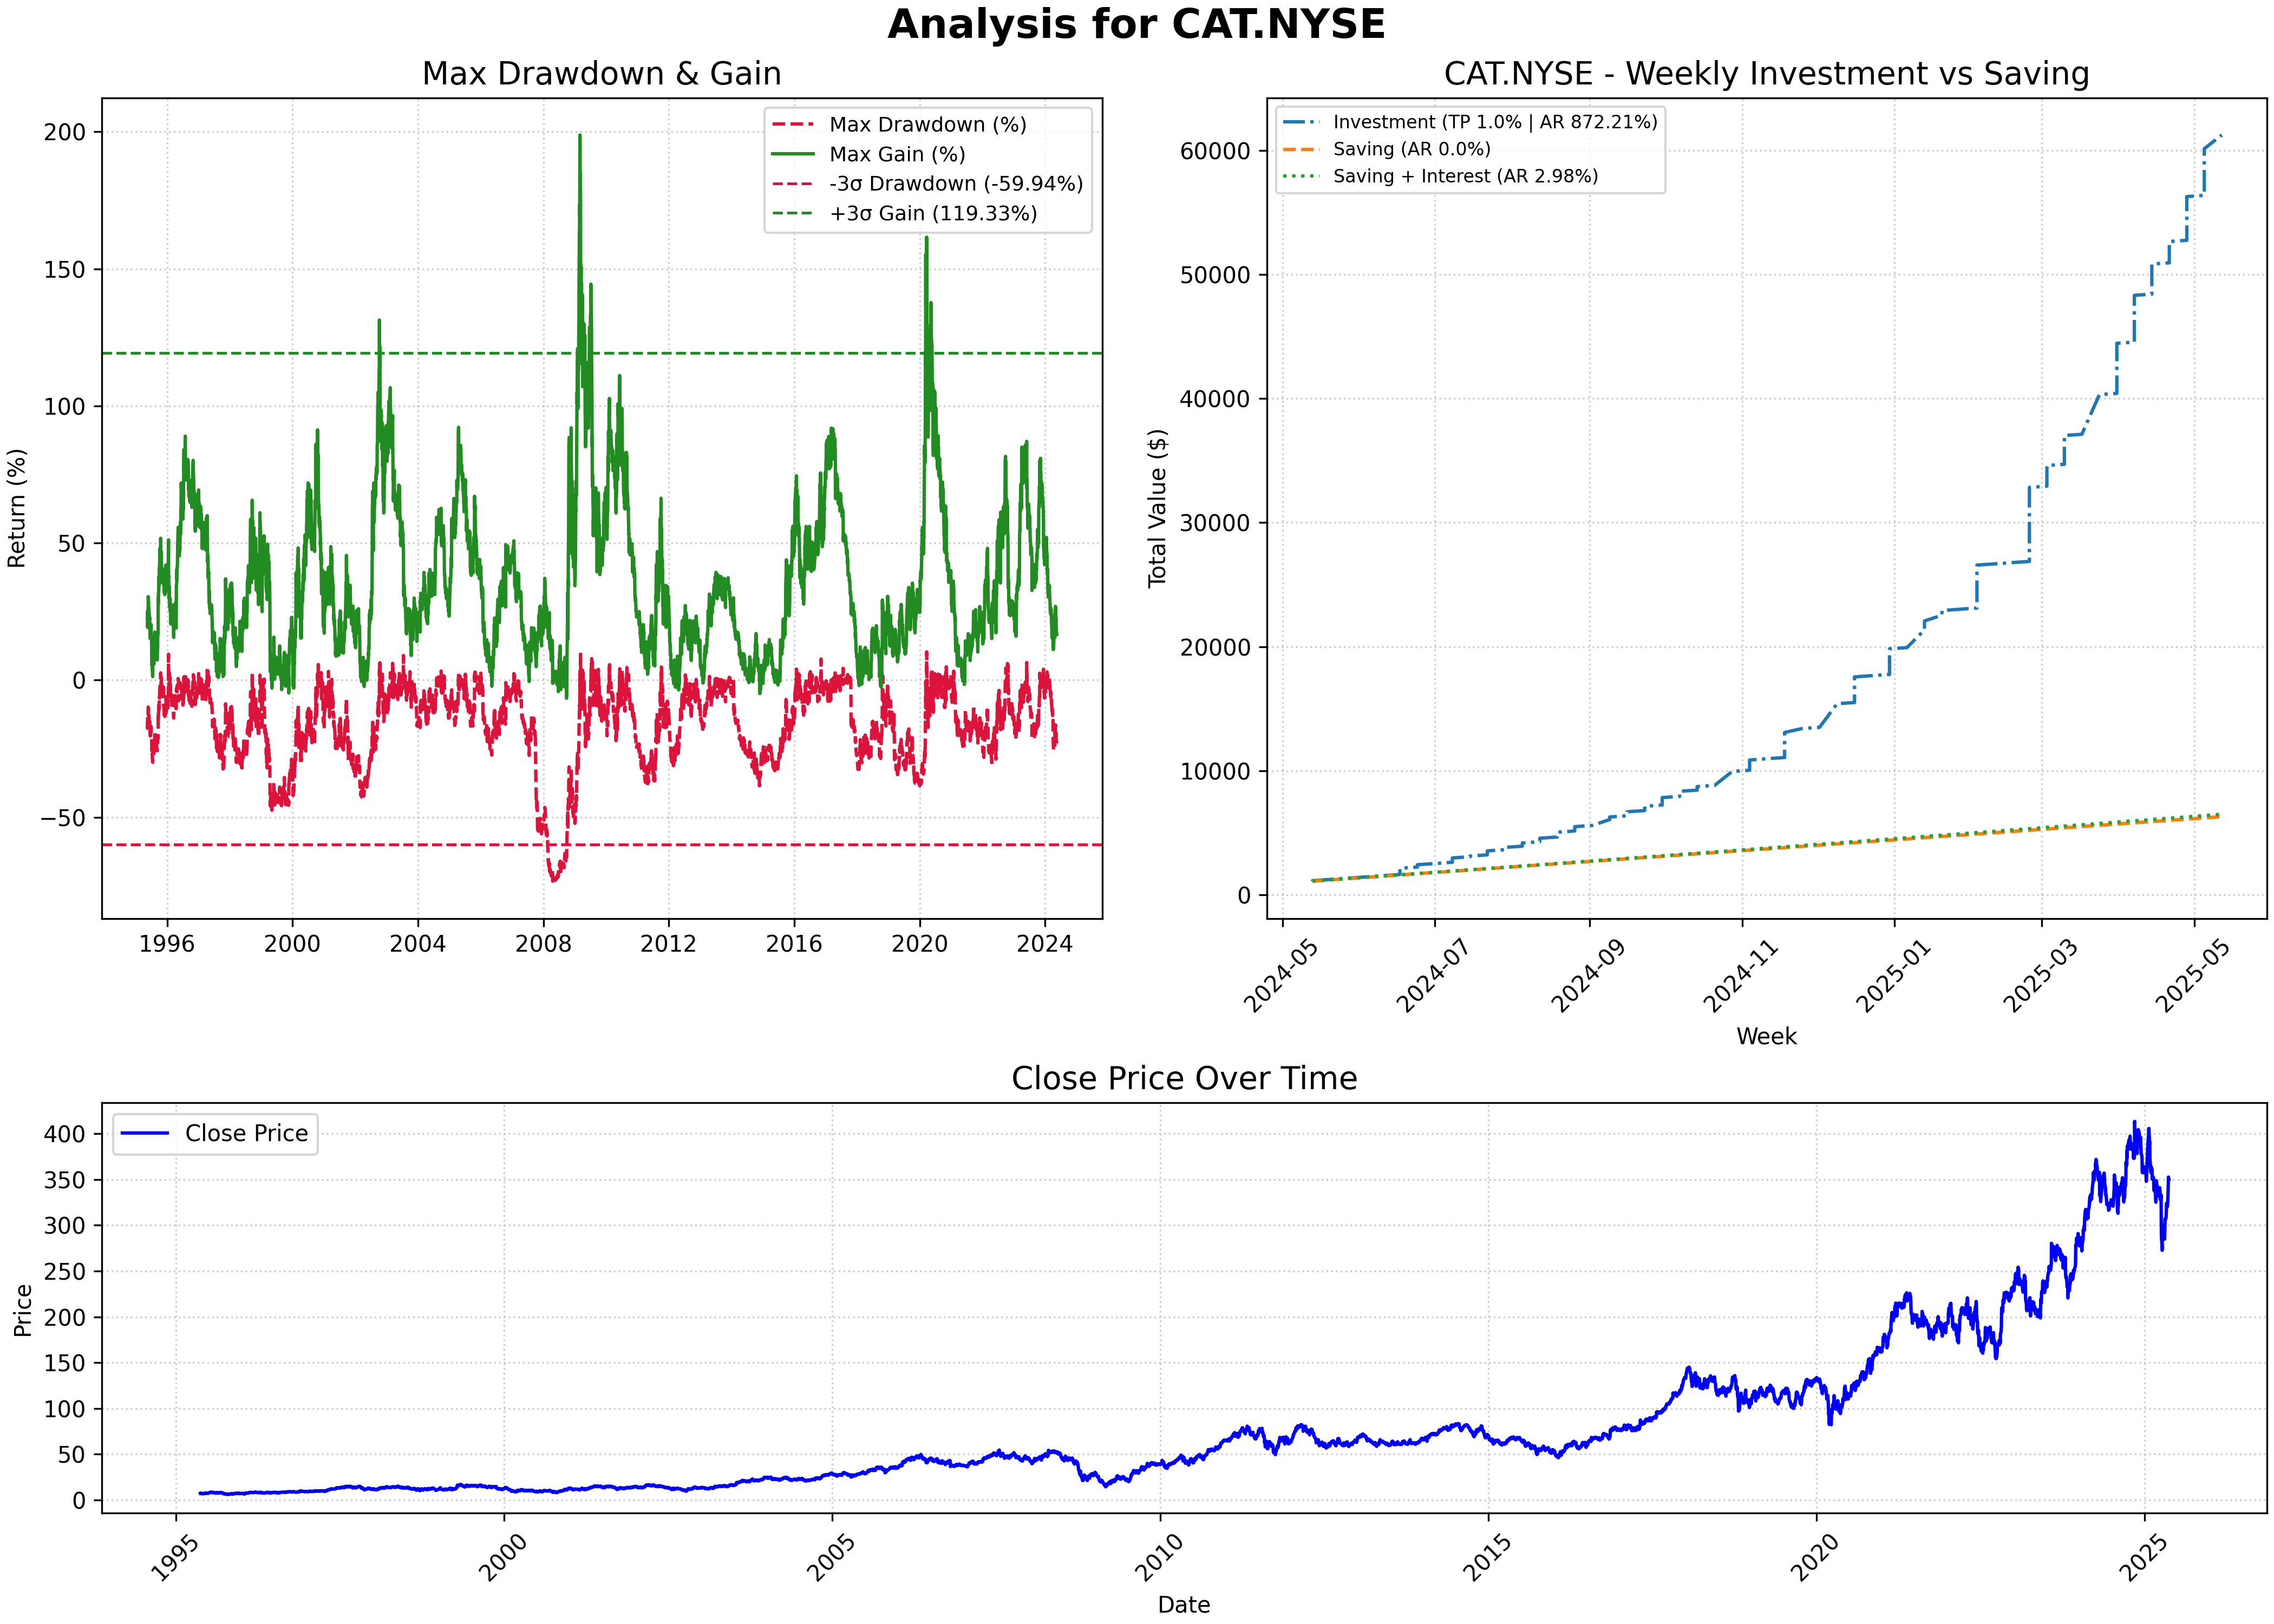 Analysis for CAT.NYSE
Max Drawdown & Gain
Return (%)
200
150
100
50
0
−50
1996
2000
2004
2008
2012
2016
2020
2024
Max Drawdown (%)
Max Gain (%)
-3σ Drawdown (-59.94%)
+3σ Gain (119.33%)
CAT.NYSE - Weekly Investment vs Saving
Total Value ($)
60000
50000
40000
30000
20000
10000
0
Investment (TP 1.0% | AR 872.21%)
Saving (AR 0.0%)
Saving + Interest (AR 2.98%)
2024-05
2024-07
2024-09
2024-11
2025-01
2025-03
2025-05
Week
Close Price Over Time
Price
400
350
300
250
200
150
100
50
0
Close Price
1995
2000
2005
2010
2015
2020
2025
Date